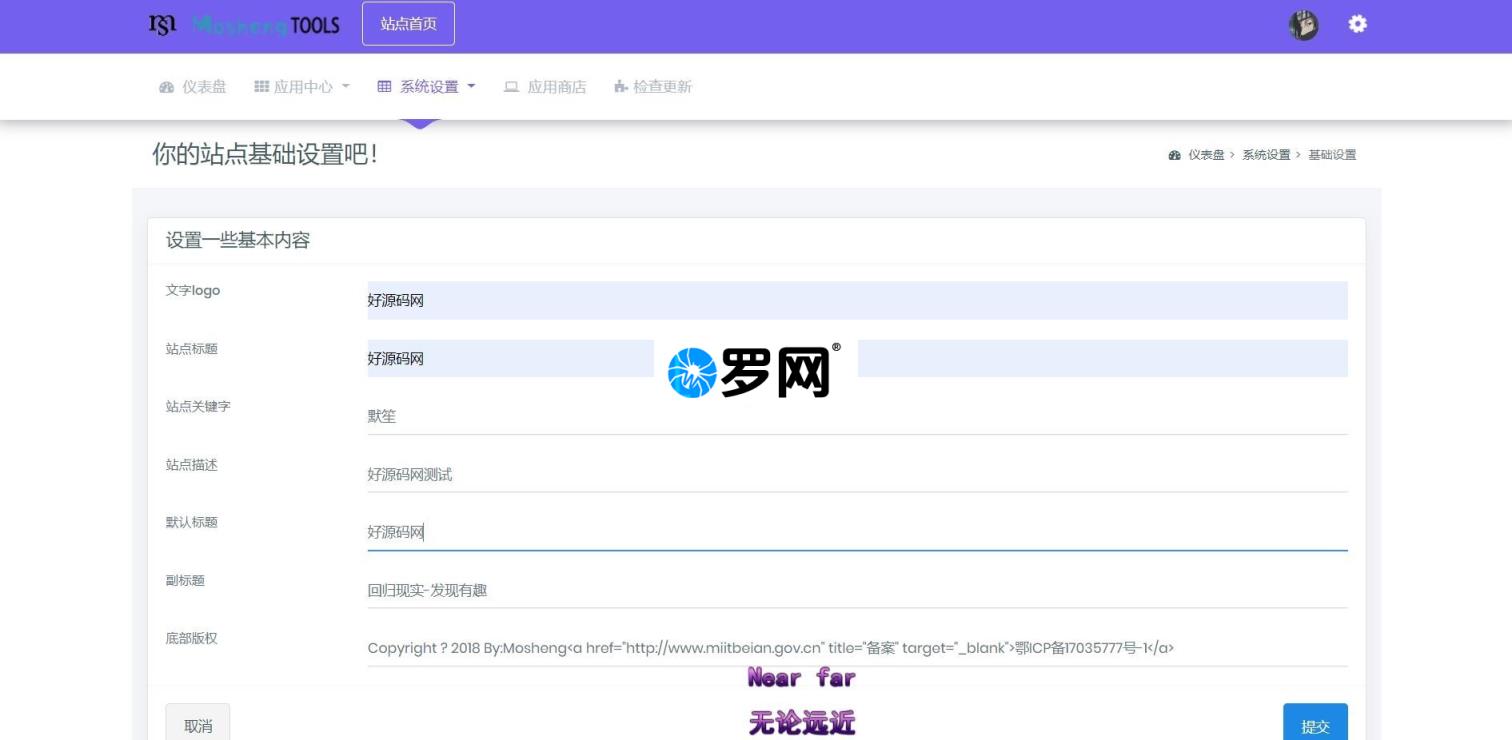 Mosheng TOOLS 站点首页
仪表盘 应用中心 系统设置 应用商店 检查更新
你的站点基础设置吧!
仪表盘 > 系统设置 > 基础设置
设置一些基本内容
文字logo 好源码网
站点标题 好源码网
罗网®
站点关键字 默笙
站点描述 好源码网测试
默认标题 好源码网
副标题 回归现实-发现有趣
底部版权 Copyright ? 2018 By:Mosheng<a href="http://www.miitbeian.gov.cn" title="备案" target="_blank">鄂ICP备17035777号-1</a>
Near far
无论远近
取消 提交